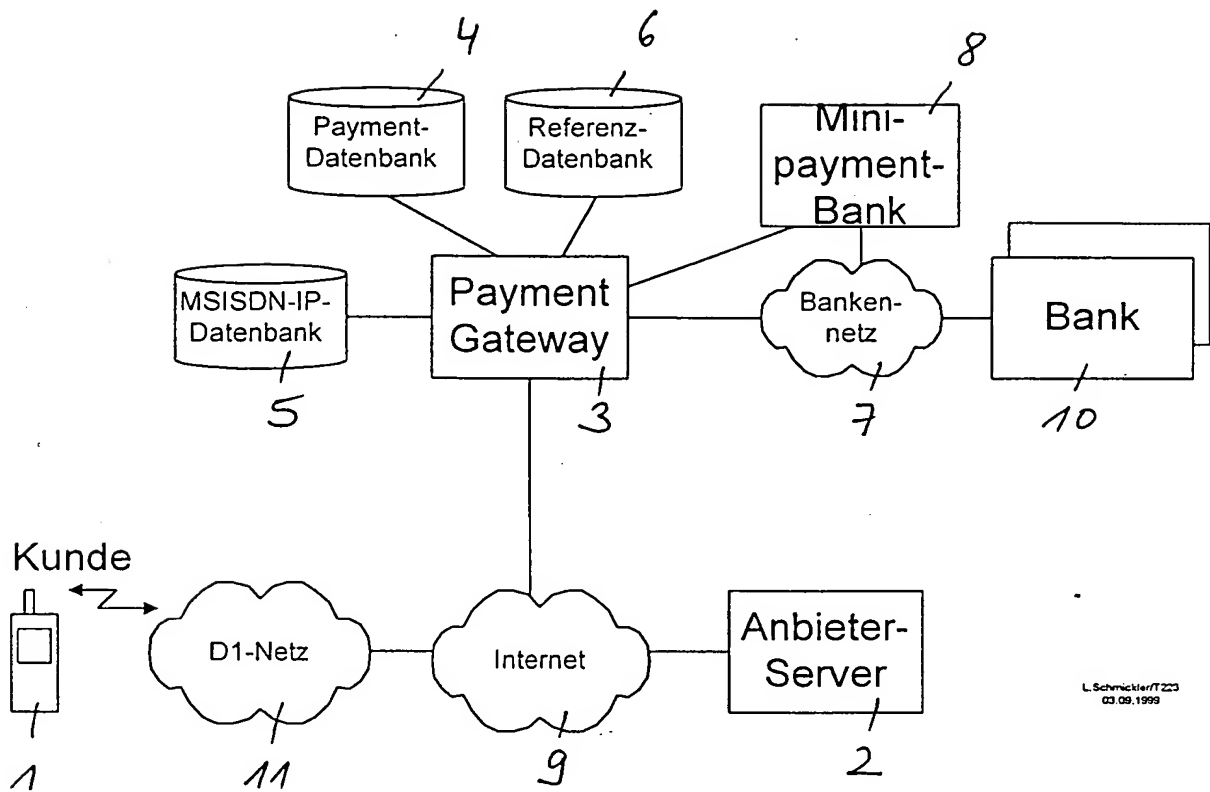 4
6
8
Payment-
Datenbank
Referenz-
Datenbank
Mini-
payment-
Bank
MSISDN-IP-
Datenbank
Payment
Gateway
Banken-
netz
Bank
5
3
7
10
Kunde
D1-Netz
Internet
Anbieter-
Server
L.Schmickler/T223
03.09.1999
1
11
9
2